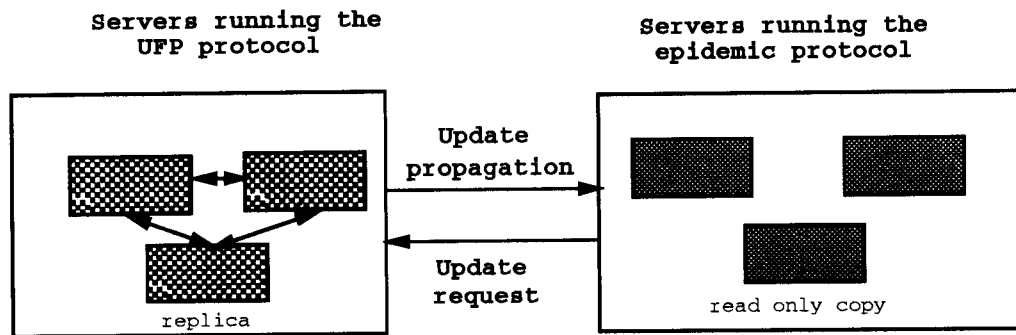 Servers running the
UFP protocol
Servers running the
epidemic protocol
Update
propagation
Update
request
replica
read only copy